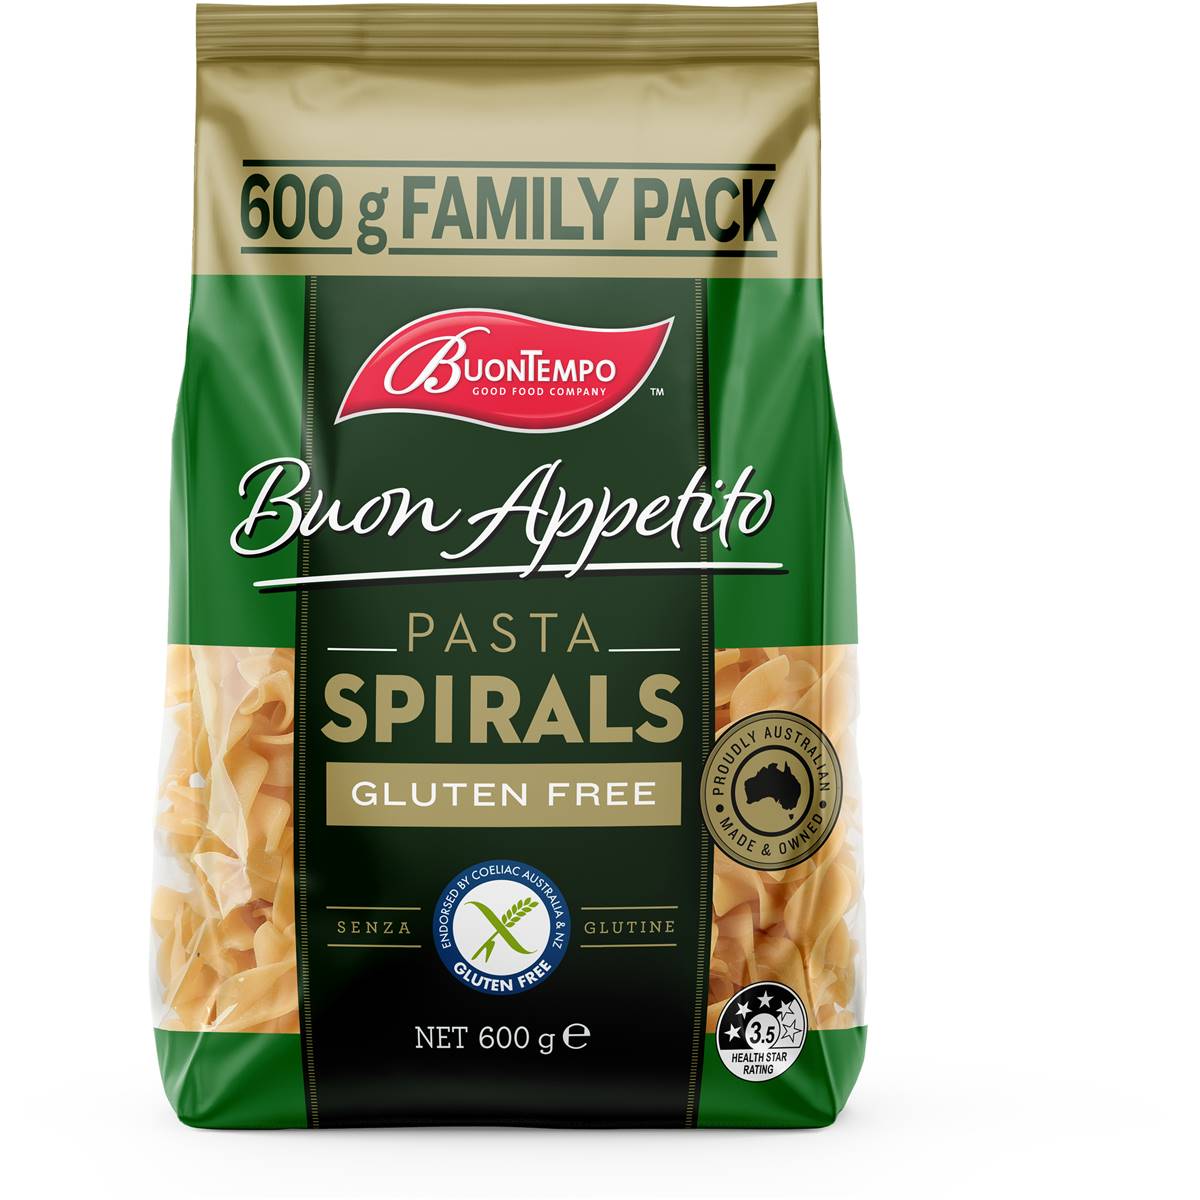 600 g FAMILY PACK
BUONTEMPO
GOOD FOOD COMPANY
TM
Buon Appetito
PASTA
SPIRALS
GLUTEN FREE
PROUDLY AUSTRALIAN
• MADE & OWNED •
ENDORSED BY COELIAC AUSTRALIA & NZ
GLUTEN FREE
SENZA
GLUTINE
NET 600 g ℮
3.5
HEALTH STAR
RATING